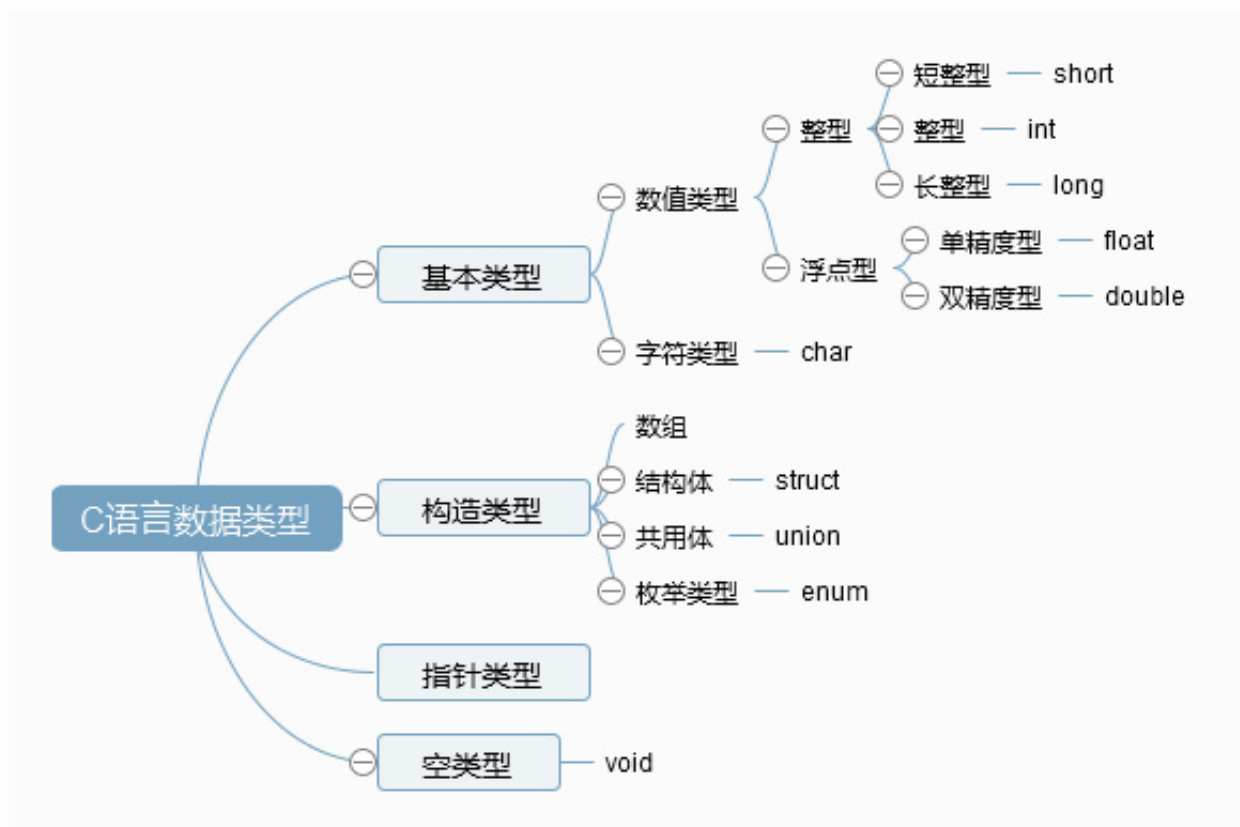 C语言数据类型
基本类型
数值类型
整型
短整型 short
整型 int
长整型 long
浮点型
单精度型 float
双精度型 double
字符类型 char
构造类型
数组
结构体 struct
共用体 union
枚举类型 enum
指针类型
空类型 void